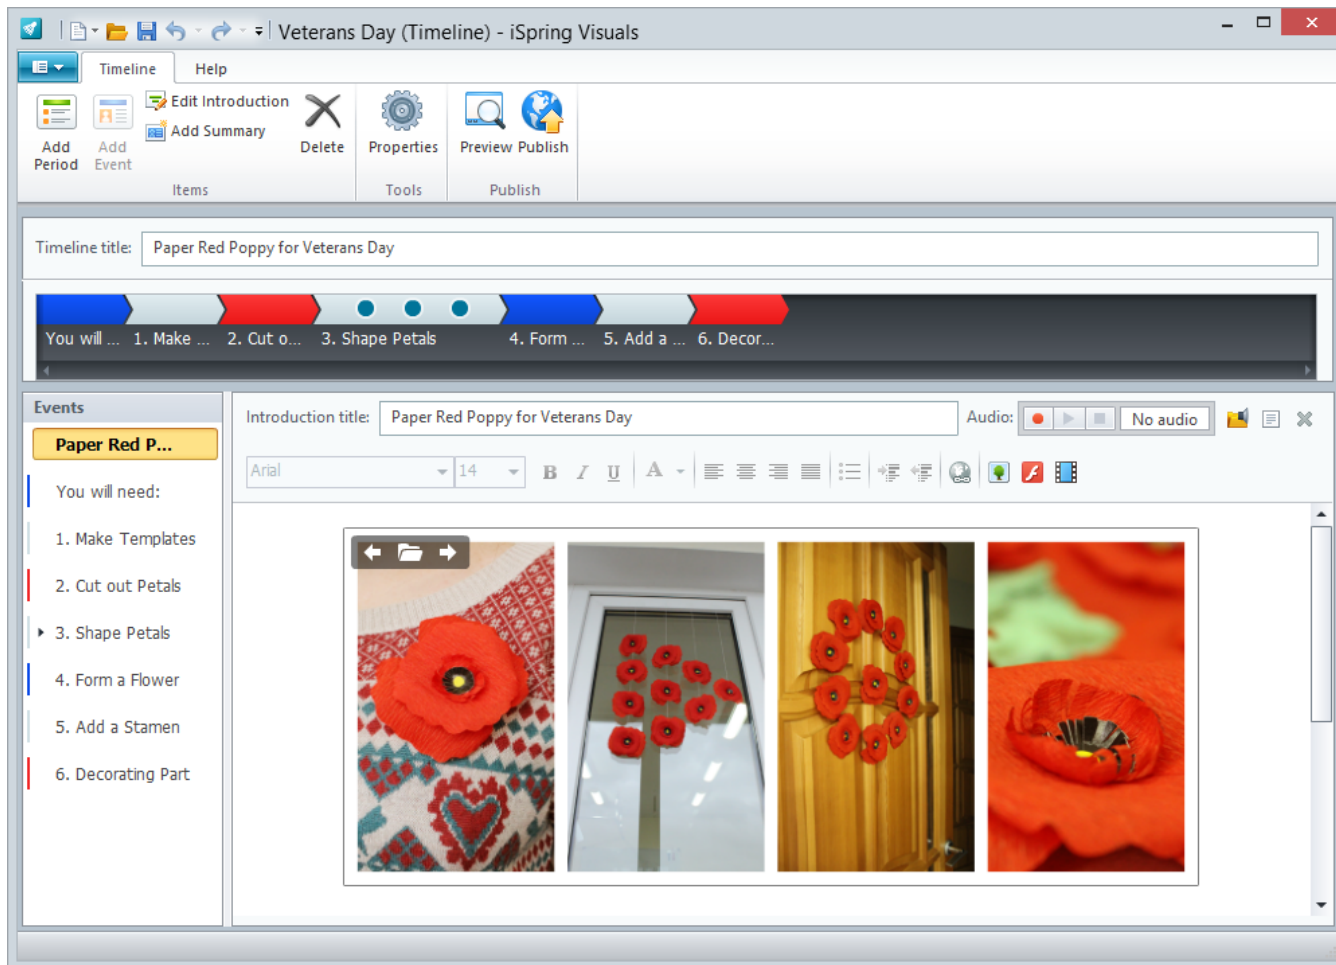 Veterans Day (Timeline) - iSpring Visuals
Timeline Help
Add Period
Add Event
Edit Introduction
Add Summary
Delete
Properties
Preview Publish
Items Tools Publish
Timeline title: Paper Red Poppy for Veterans Day
You will ... 1. Make ... 2. Cut o... 3. Shape Petals 4. Form ... 5. Add a ... 6. Decor...
Events
Paper Red P...
You will need:
1. Make Templates
2. Cut out Petals
3. Shape Petals
4. Form a Flower
5. Add a Stamen
6. Decorating Part
Introduction title: Paper Red Poppy for Veterans Day Audio: No audio
Arial 14 B I U A